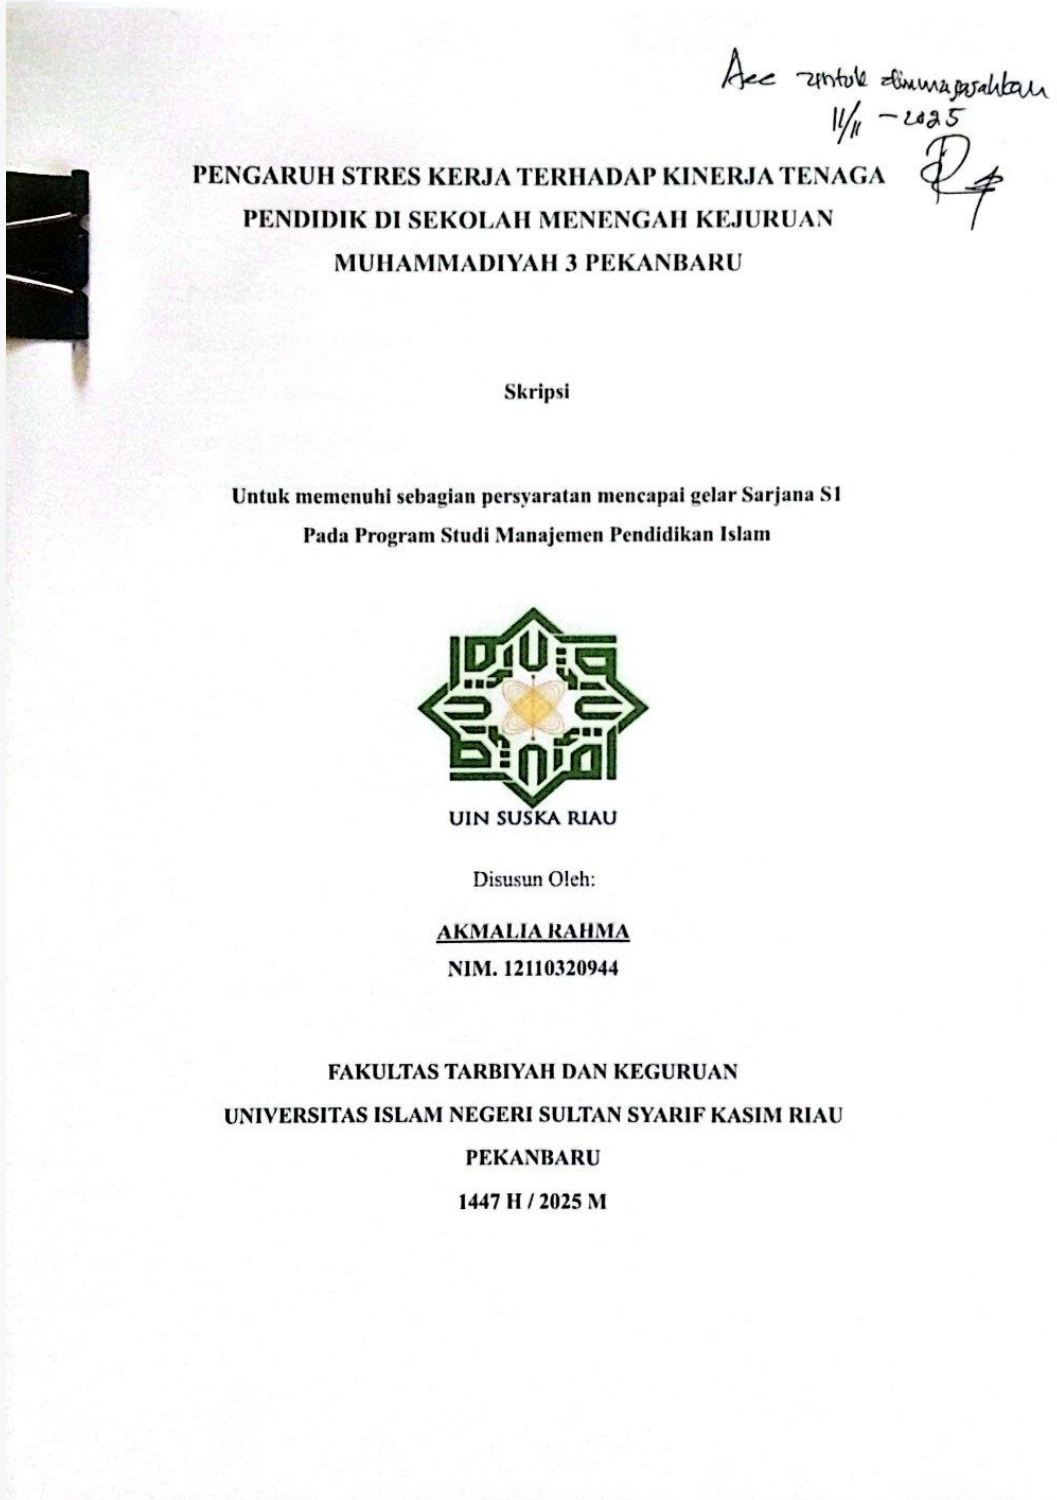 Acc untuk dimunaqasahkan
11/11 - 2025
PENGARUH STRES KERJA TERHADAP KINERJA TENAGA
PENDIDIK DI SEKOLAH MENENGAH KEJURUAN
MUHAMMADIYAH 3 PEKANBARU
Skripsi
Untuk memenuhi sebagian persyaratan mencapai gelar Sarjana S1
Pada Program Studi Manajemen Pendidikan Islam
UIN SUSKA RIAU
Disusun Oleh:
AKMALIA RAHMA
NIM. 12110320944
FAKULTAS TARBIYAH DAN KEGURUAN
UNIVERSITAS ISLAM NEGERI SULTAN SYARIF KASIM RIAU
PEKANBARU
1447 H / 2025 M